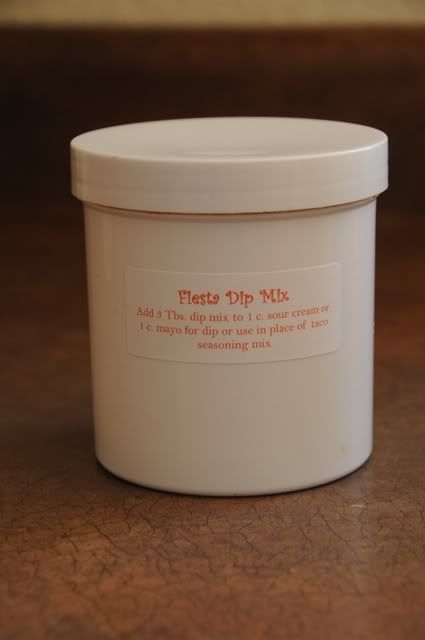 Fiesta Dip Mix
Add 3 Tbs. dip mix to 1 c. sour cream or
1 c. mayo for dip or use in place of taco
seasoning mix